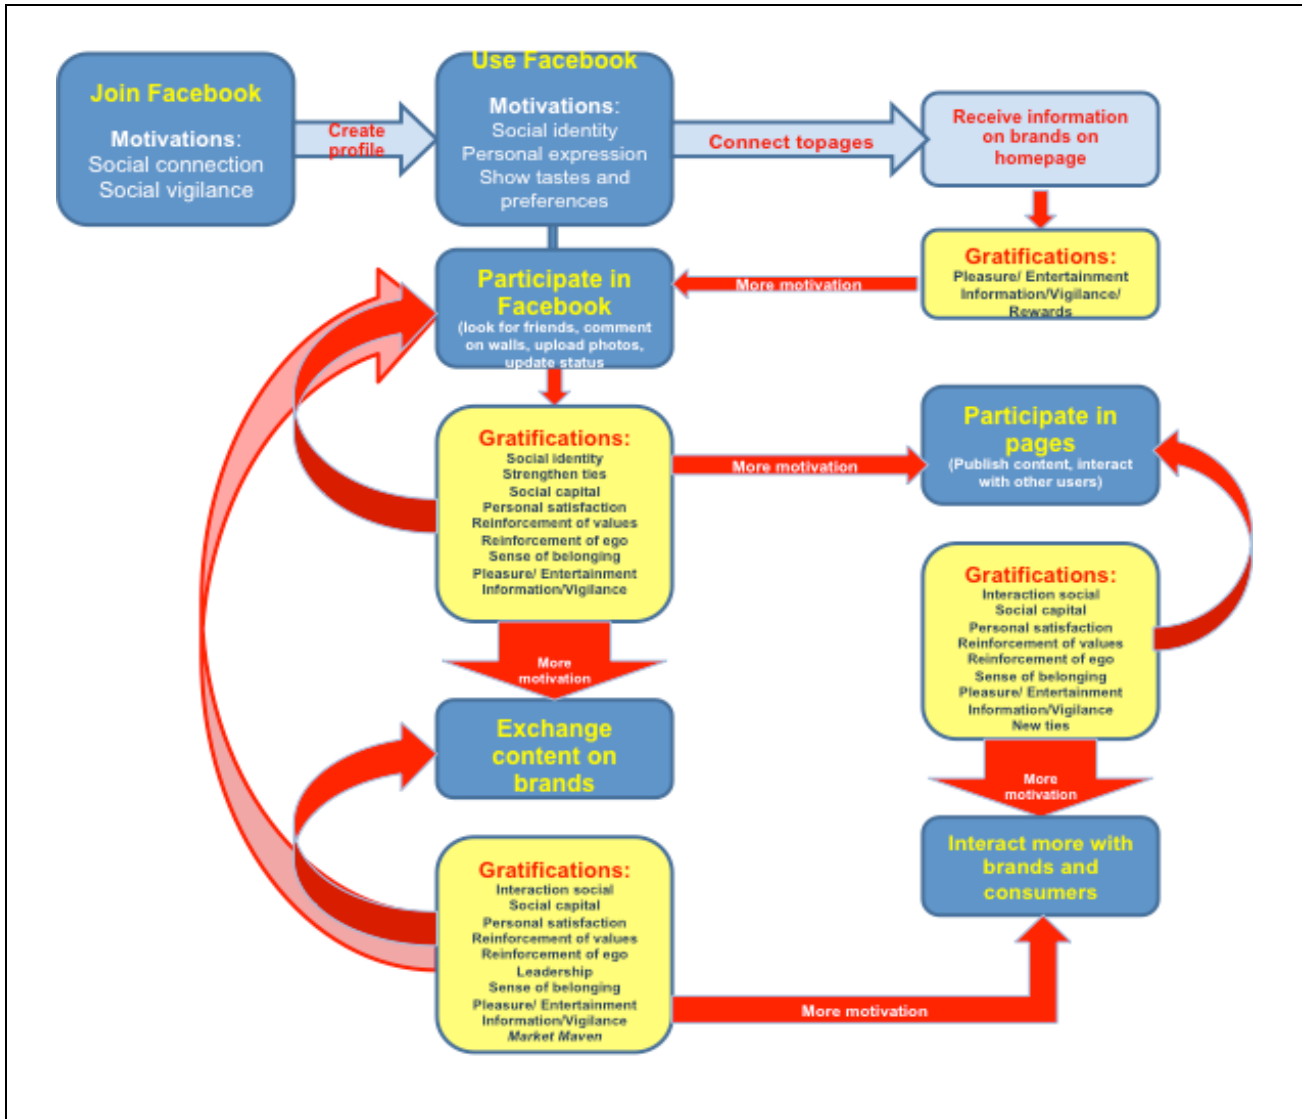 Join Facebook
Motivations:
Social connection
Social vigilance
Create
profile
Use Facebook
Motivations:
Social identity
Personal expression
Show tastes and
preferences
Connect topages
Receive information
on brands on
homepage
Gratifications:
Pleasure/ Entertainment
Information/Vigilance/
Rewards
More motivation
Participate in
Facebook
(look for friends, comment
on walls, upload photos,
update status
Gratifications:
Social identity
Strengthen ties
Social capital
Personal satisfaction
Reinforcement of values
Reinforcement of ego
Sense of belonging
Pleasure/ Entertainment
Information/Vigilance
More motivation
Participate in
pages
(Publish content, interact
with other users)
Gratifications:
Interaction social
Social capital
Personal satisfaction
Reinforcement of values
Reinforcement of ego
Sense of belonging
Pleasure/ Entertainment
Information/Vigilance
New ties
More
motivation
Exchange
content on
brands
More
motivation
Interact more with
brands and
consumers
Gratifications:
Interaction social
Social capital
Personal satisfaction
Reinforcement of values
Reinforcement of ego
Leadership
Sense of belonging
Pleasure/ Entertainment
Information/Vigilance
Market Maven
More motivation